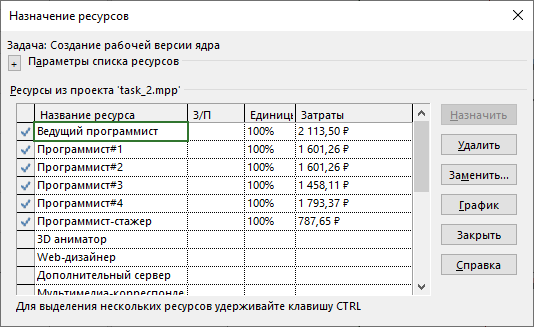 Назначение ресурсов
Задача: Создание рабочей версии ядра
+ Параметры списка ресурсов
Ресурсы из проекта 'task_2.mpp'
Название ресурса З/П Единицы Затраты
Ведущий программист 100% 2 113,50 ₽
Программист#1 100% 1 601,26 ₽
Программист#2 100% 1 601,26 ₽
Программист#3 100% 1 458,11 ₽
Программист#4 100% 1 793,37 ₽
Программист-стажер 100% 787,65 ₽
3D аниматор
Web-дизайнер
Дополнительный сервер
Мультимедиа-корреспонде
Назначить
Удалить
Заменить...
График
Закрыть
Справка
Для выделения нескольких ресурсов удерживайте клавишу CTRL